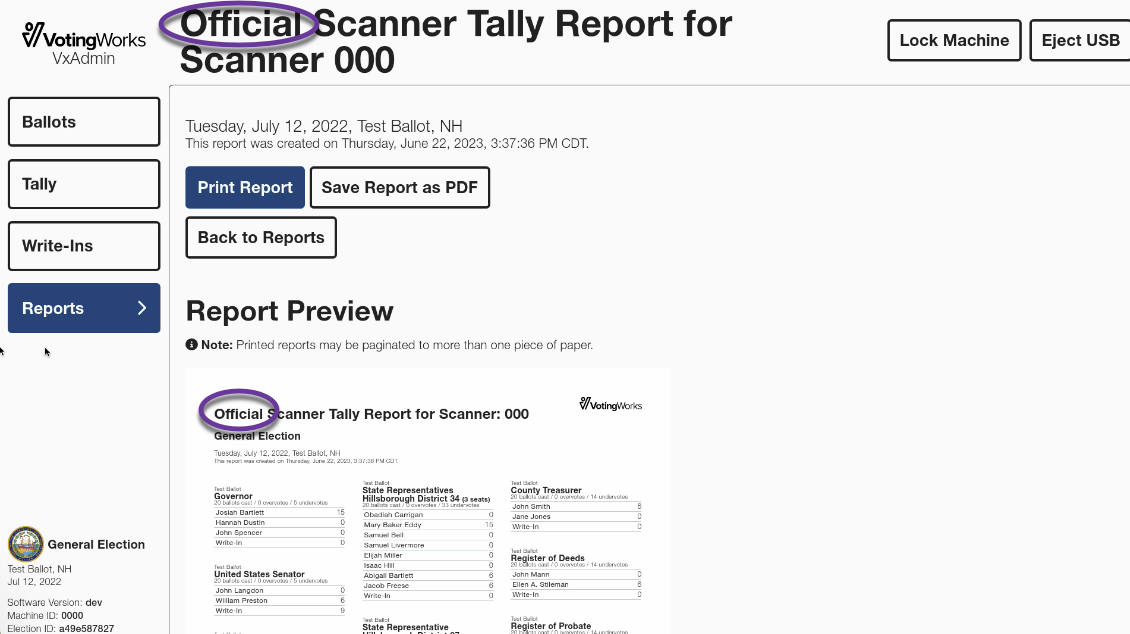 VotingWorks
VxAdmin
Official Scanner Tally Report for
Scanner 000
Lock Machine
Eject USB
Ballots
Tally
Write-Ins
Reports
General Election
Test Ballot, NH
Jul 12, 2022
Software Version: dev
Machine ID: 0000
Election ID: a49e587827
Tuesday, July 12, 2022, Test Ballot, NH
This report was created on Thursday, June 22, 2023, 3:37:36 PM CDT.
Print Report
Save Report as PDF
Back to Reports
Report Preview
Note: Printed reports may be paginated to more than one piece of paper.
Official Scanner Tally Report for Scanner: 000
VotingWorks
General Election
Tuesday, July 12, 2022, Test Ballot, NH
This report was created on Thursday, June 22, 2023, 3:37:36 PM CDT.
Test Ballot
Governor
20 ballots cast / 0 overvotes / 5 undervotes
Josiah Bartlett 15
Hannah Dustin 0
John Spencer 0
Write-In 0
Test Ballot
United States Senator
20 ballots cast / 0 overvotes / 5 undervotes
John Langdon 0
William Preston 6
Write-In 9
Test Ballot
State Representatives
Hillsborough District 34 (3 seats)
20 ballots cast / 0 overvotes / 33 undervotes
Obadiah Carrigan 0
Mary Baker Eddy 15
Samuel Bell 0
Samuel Livermore 0
Elijah Miller 0
Isaac Hill 0
Abigail Bartlett 6
Jacob Freese 6
Write-In 0
Test Ballot
State Representative
Test Ballot
County Treasurer
20 ballots cast / 0 overvotes / 14 undervotes
John Smith 6
Jane Jones 0
Write-In 0
Test Ballot
Register of Deeds
20 ballots cast / 0 overvotes / 14 undervotes
John Mann 0
Ellen A. Stileman 6
Write-In 0
Test Ballot
Register of Probate
20 ballots cast / 0 overvotes / 14 undervotes